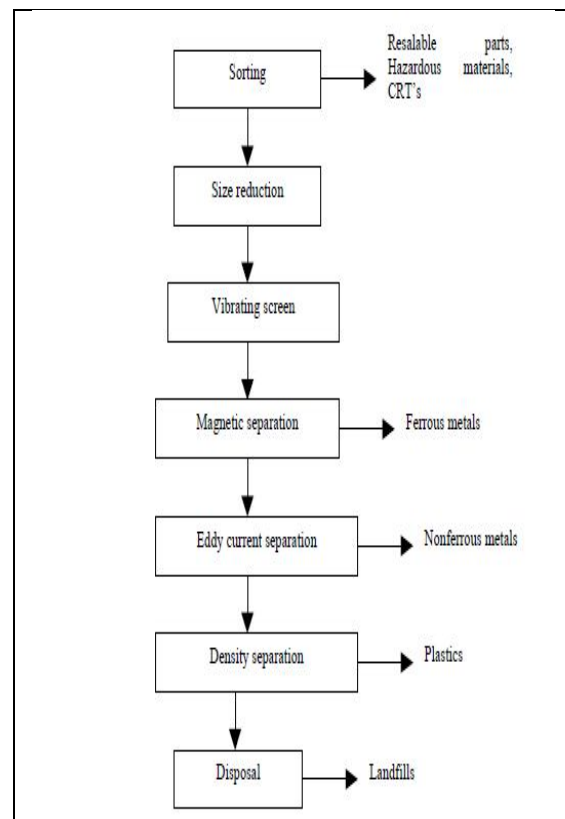 Sorting
Resalable parts,
Hazardous materials,
CRT's
Size reduction
Vibrating screen
Magnetic separation
Ferrous metals
Eddy current separation
Nonferrous metals
Density separation
Plastics
Disposal
Landfills